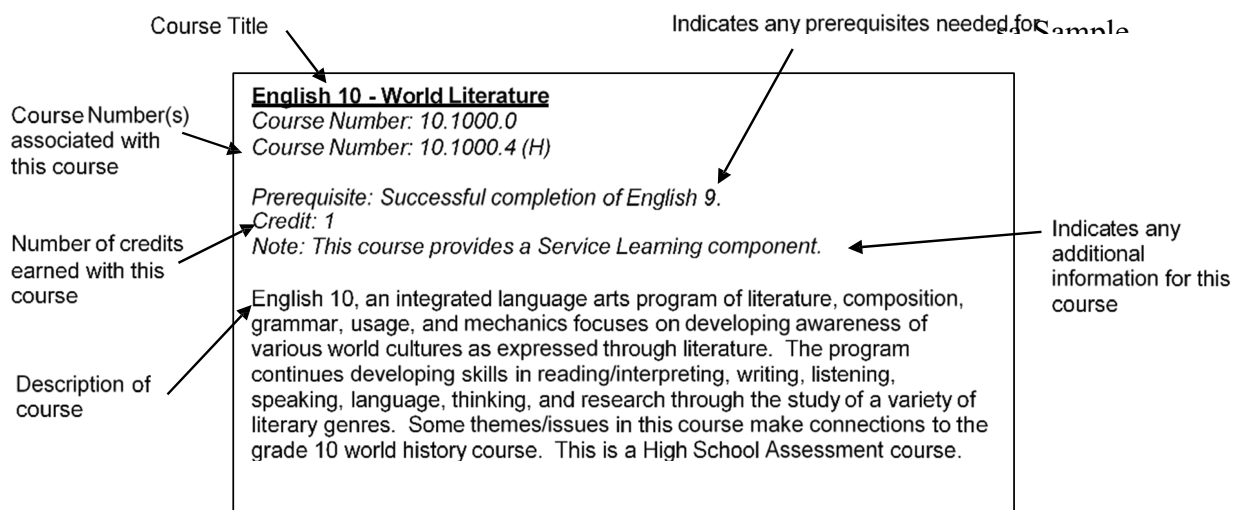 Course Title
Indicates any prerequisites needed for
Sample
English 10 - World Literature
Course Number: 10.1000.0
Course Number: 10.1000.4 (H)
Course Number(s)
associated with
this course
Prerequisite: Successful completion of English 9.
Credit: 1
Note: This course provides a Service Learning component.
Number of credits
earned with this
course
Indicates any
additional
information for this
course
English 10, an integrated language arts program of literature, composition,
grammar, usage, and mechanics focuses on developing awareness of
various world cultures as expressed through literature. The program
continues developing skills in reading/interpreting, writing, listening,
speaking, language, thinking, and research through the study of a variety of
literary genres. Some themes/issues in this course make connections to the
grade 10 world history course. This is a High School Assessment course.
Description of
course